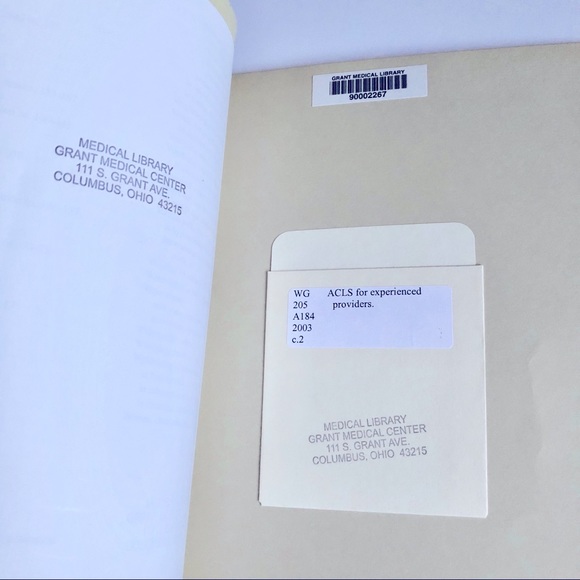 MEDICAL LIBRARY
GRANT MEDICAL CENTER
111 S. GRANT AVE.
COLUMBUS, OHIO 43215
GRANT MEDICAL LIBRARY
90002267
WG ACLS for experienced
205 providers.
A184
2003
c.2
MEDICAL LIBRARY
GRANT MEDICAL CENTER
111 S. GRANT AVE.
COLUMBUS, OHIO 43215